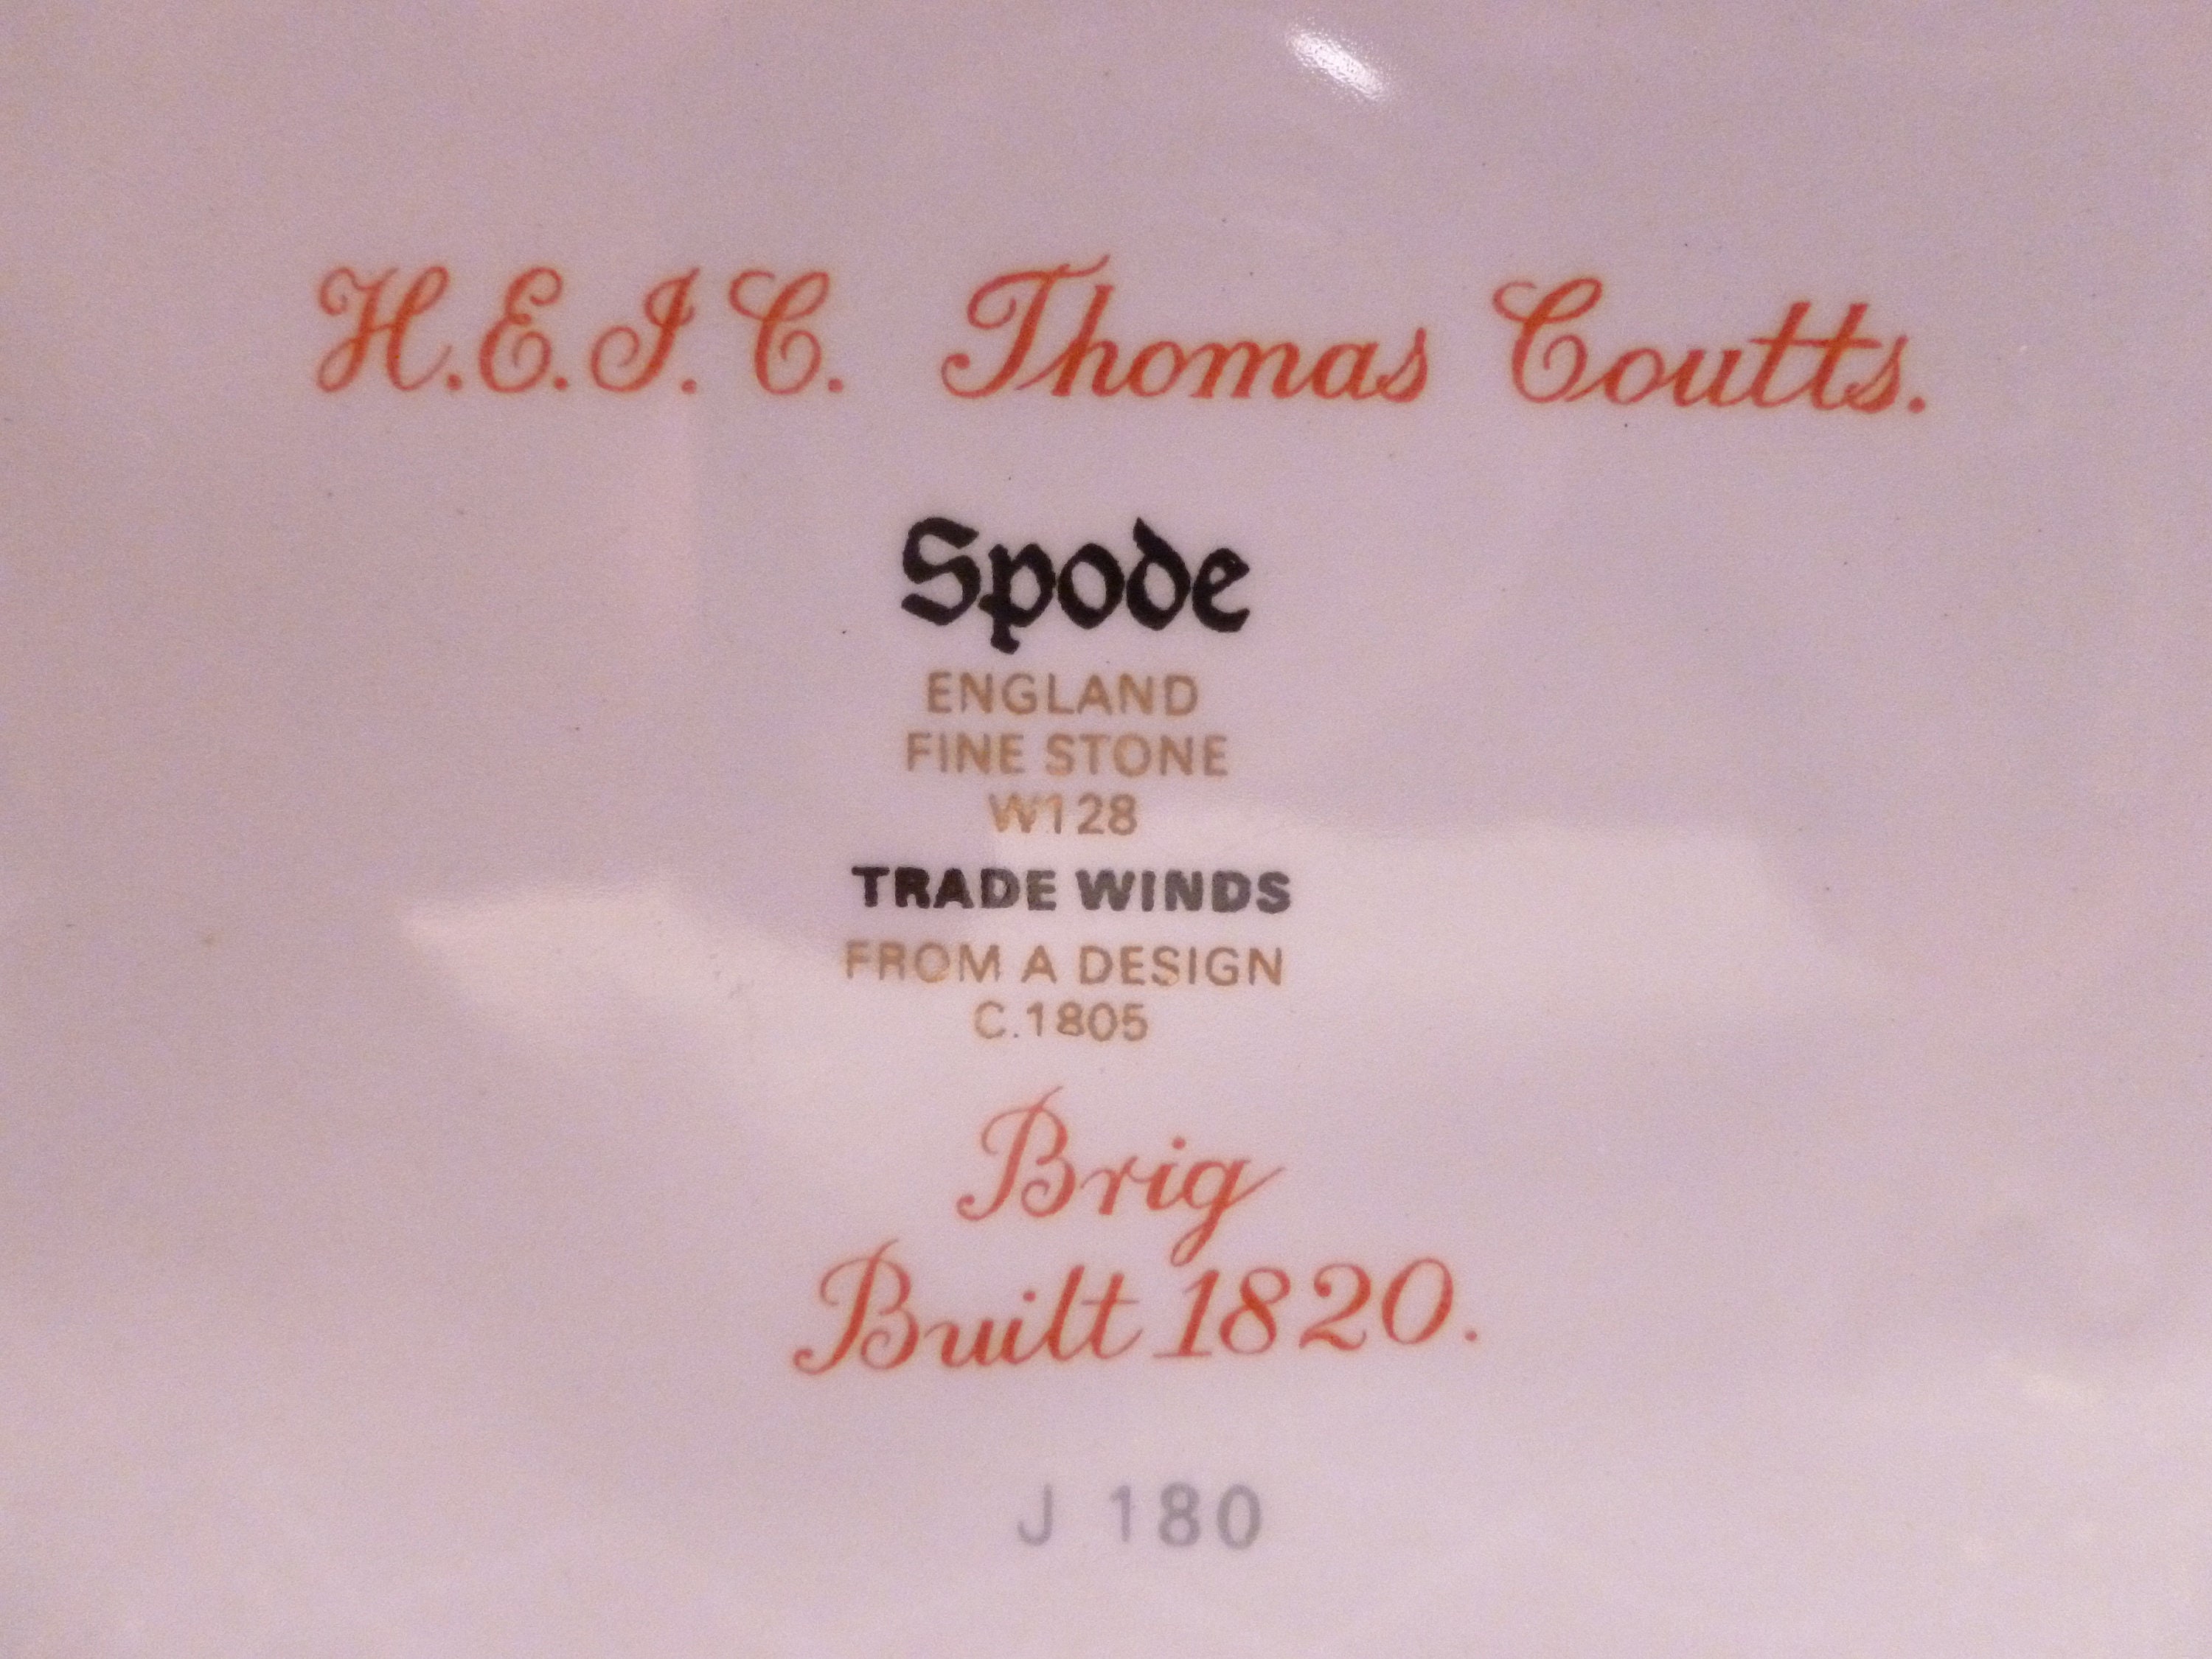 H.E.I.C. Thomas Coutts.
Spode
ENGLAND
FINE STONE
W128
TRADE WINDS
FROM A DESIGN
C.1805
Brig
Built 1820.
J 180